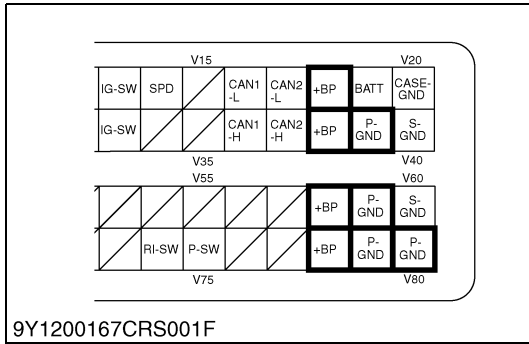 V15 V20
IG-SW SPD CAN1 -L CAN2 -L +BP BATT CASE-GND
IG-SW CAN1 -H CAN2 -H +BP P-GND S-GND
V35 V40
V55 V60
+BP P-GND S-GND
RI-SW P-SW +BP P-GND P-GND
V75 V80
9Y1200167CRS001F